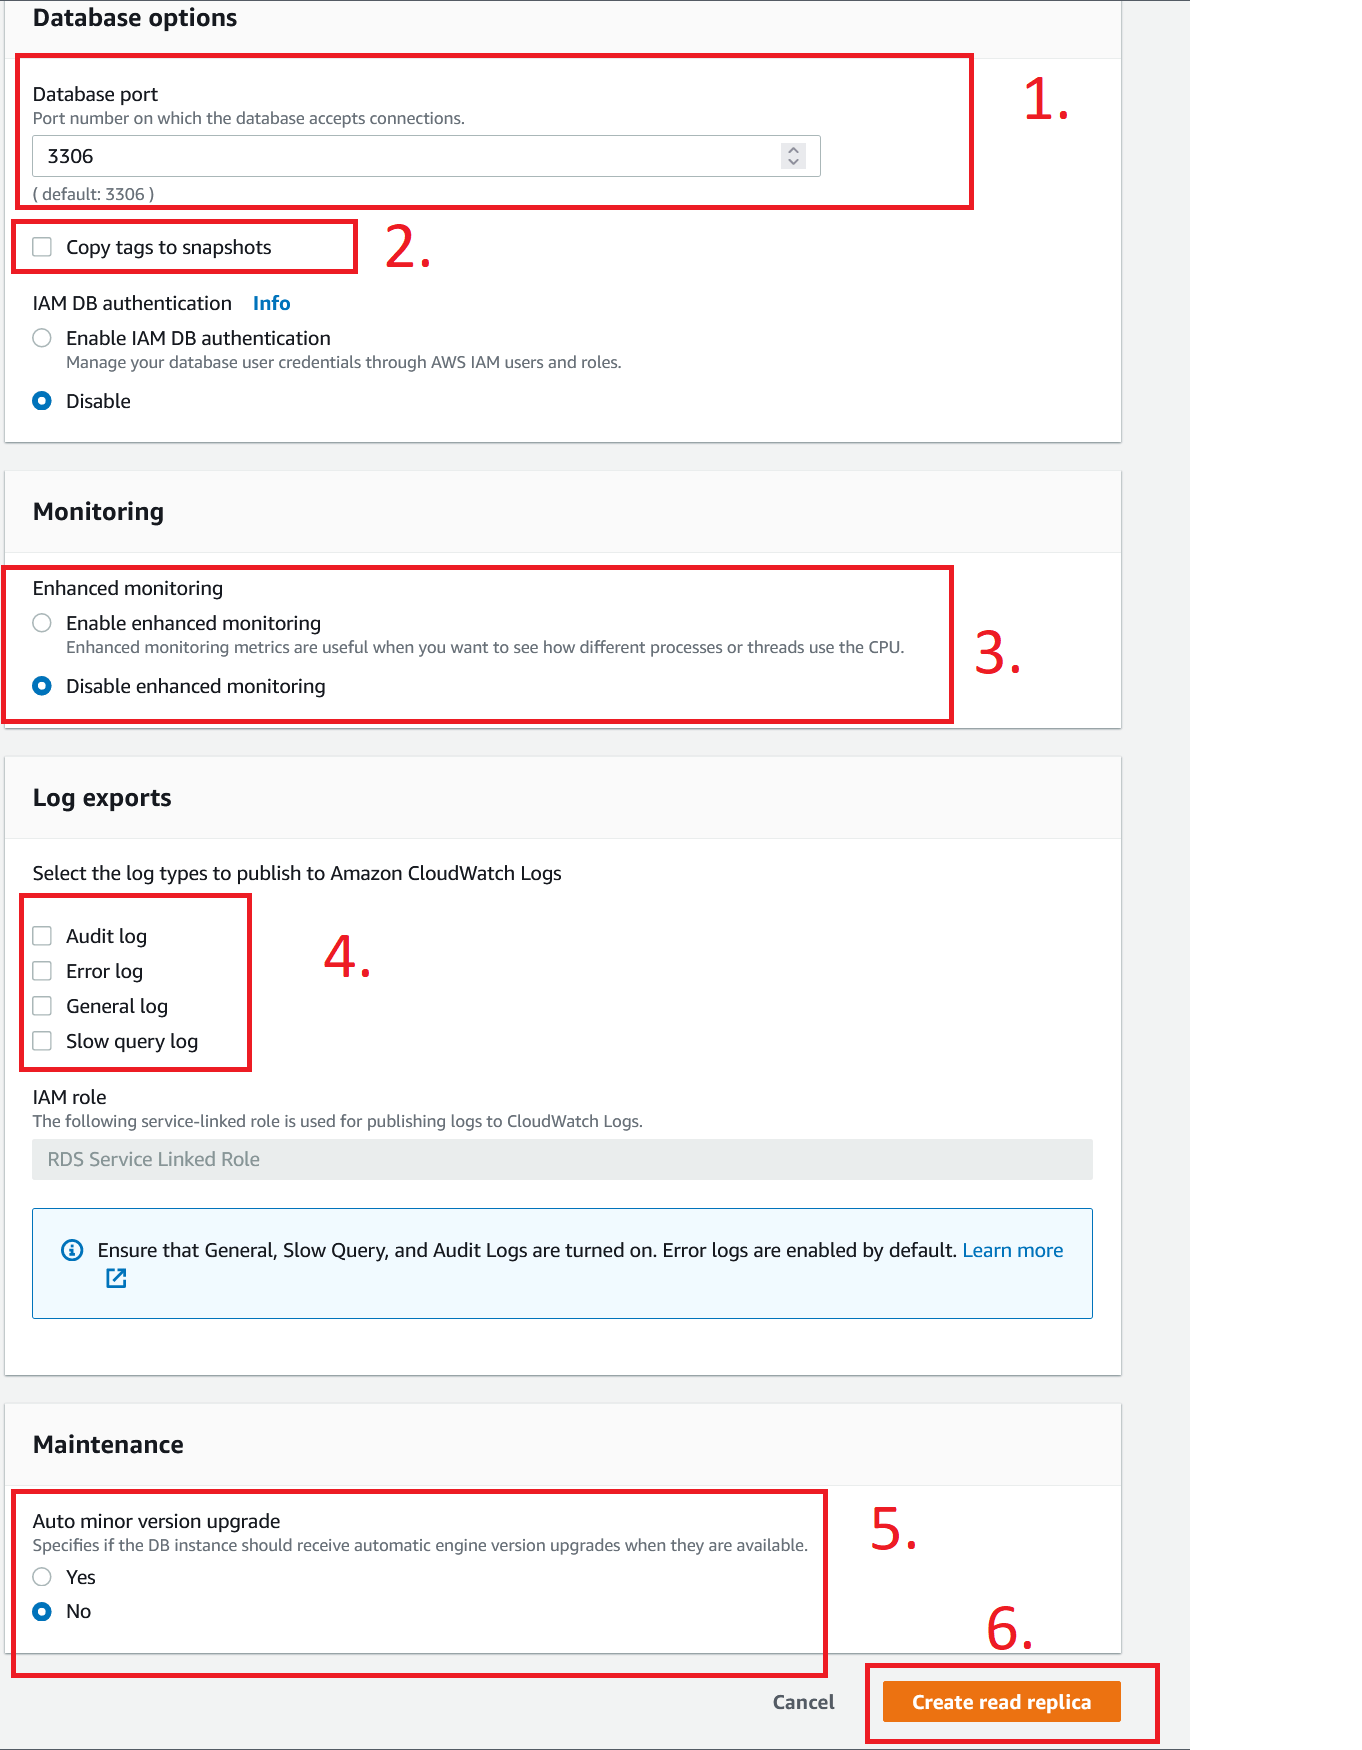 Database options
Database port
1.
Port number on which the database accepts connections.
3306
( default: 3306 )
Copy tags to snapshots
2.
IAM DB authentication Info
Enable IAM DB authentication
Manage your database user credentials through AWS IAM users and roles.
Disable
Monitoring
Enhanced monitoring
Enable enhanced monitoring
Enhanced monitoring metrics are useful when you want to see how different processes or threads use the CPU.
3.
Disable enhanced monitoring
Log exports
Select the log types to publish to Amazon CloudWatch Logs
Audit log
4.
Error log
General log
Slow query log
IAM role
The following service-linked role is used for publishing logs to CloudWatch Logs.
RDS Service Linked Role
Ensure that General, Slow Query, and Audit Logs are turned on. Error logs are enabled by default. Learn more
Maintenance
Auto minor version upgrade
5.
Specifies if the DB instance should receive automatic engine version upgrades when they are available.
Yes
No
6.
Cancel
Create read replica